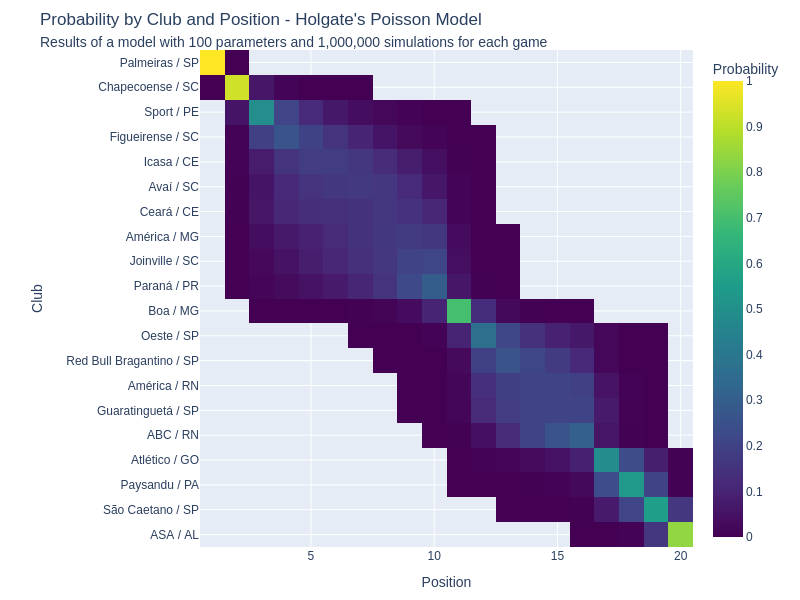 Probability by Club and Position - Holgate's Poisson Model
Results of a model with 100 parameters and 1,000,000 simulations for each game
Probability
Club
Palmeiras / SP
Chapecoense / SC
Sport / PE
Figueirense / SC
Icasa / CE
Avaí / SC
Ceará / CE
América / MG
Joinville / SC
Paraná / PR
Boa / MG
Oeste / SP
Red Bull Bragantino / SP
América / RN
Guaratinguetá / SP
ABC / RN
Atlético / GO
Paysandu / PA
São Caetano / SP
ASA / AL
1
0.9
0.8
0.7
0.6
0.5
0.4
0.3
0.2
0.1
0
5
10
15
20
Position